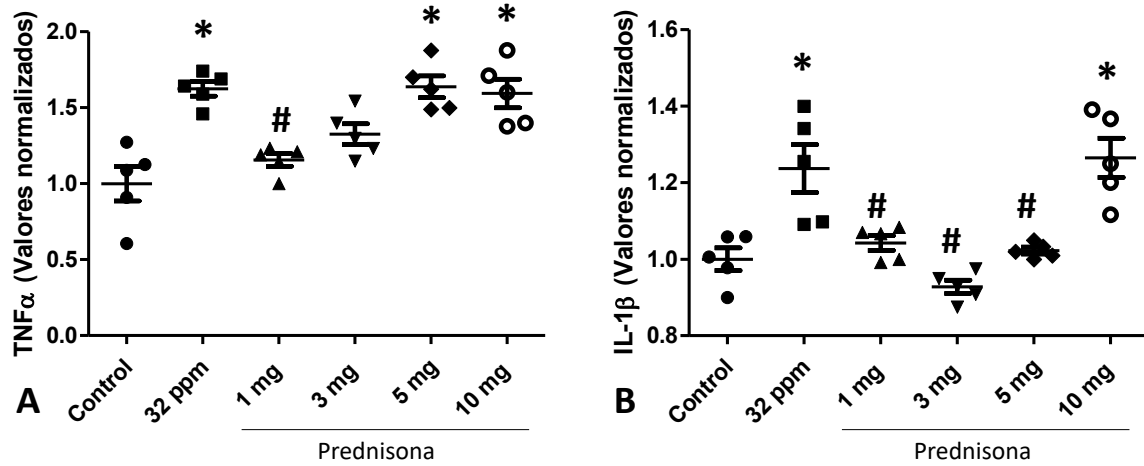 TNFα (Valores normalizados)
2.0
1.5
1.0
0.5
0.0
*
#
*
*
Control
32 ppm
1 mg
3 mg
5 mg
10 mg
Prednisona
A
IL-1β (Valores normalizados)
1.6
1.4
1.2
1.0
0.8
*
#
#
#
*
Control
32 ppm
1 mg
3 mg
5 mg
10 mg
Prednisona
B